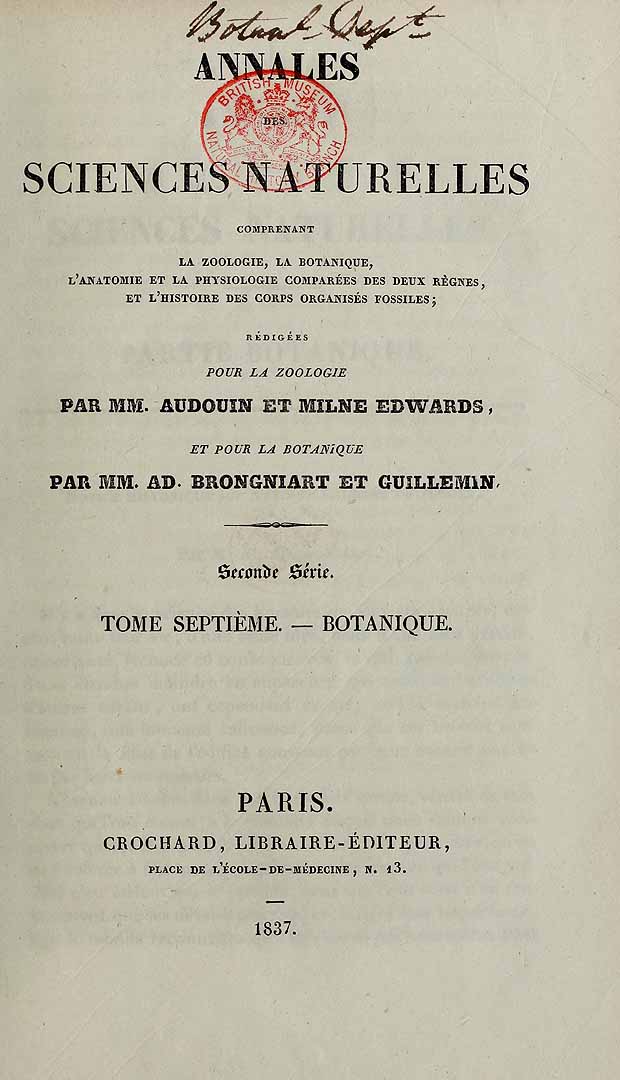 Botanl Dept
ANNALES
BRITISH MUSEUM
DES
NATURAL HISTORY BRANCH
SCIENCES NATURELLES
COMPRENANT
LA ZOOLOGIE, LA BOTANIQUE,
L'ANATOMIE ET LA PHYSIOLOGIE COMPARÉES DES DEUX RÈGNES,
ET L'HISTOIRE DES CORPS ORGANISÉS FOSSILES;
RÉDIGÉES
POUR LA ZOOLOGIE
PAR MM. AUDOUIN ET MILNE EDWARDS,
ET POUR LA BOTANIQUE
PAR MM. AD. BRONGNIART ET GUILLEMIN.
Seconde Série.
TOME SEPTIÈME. — BOTANIQUE.
PARIS.
CROCHARD, LIBRAIRE-ÉDITEUR,
PLACE DE L'ÉCOLE-DE-MÉDECINE, N. 13.
1837.